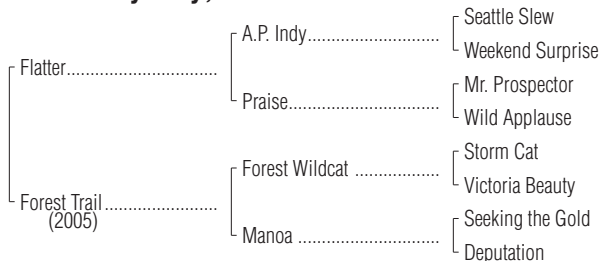 Seattle Slew
A.P. Indy..............................
Weekend Surprise
Flatter..................................
Mr. Prospector
Praise..................................
Wild Applause
Storm Cat
Forest Wildcat ...................
Victoria Beauty
Forest Trail .........................
(2005)
Seeking the Gold
Manoa ................................
Deputation